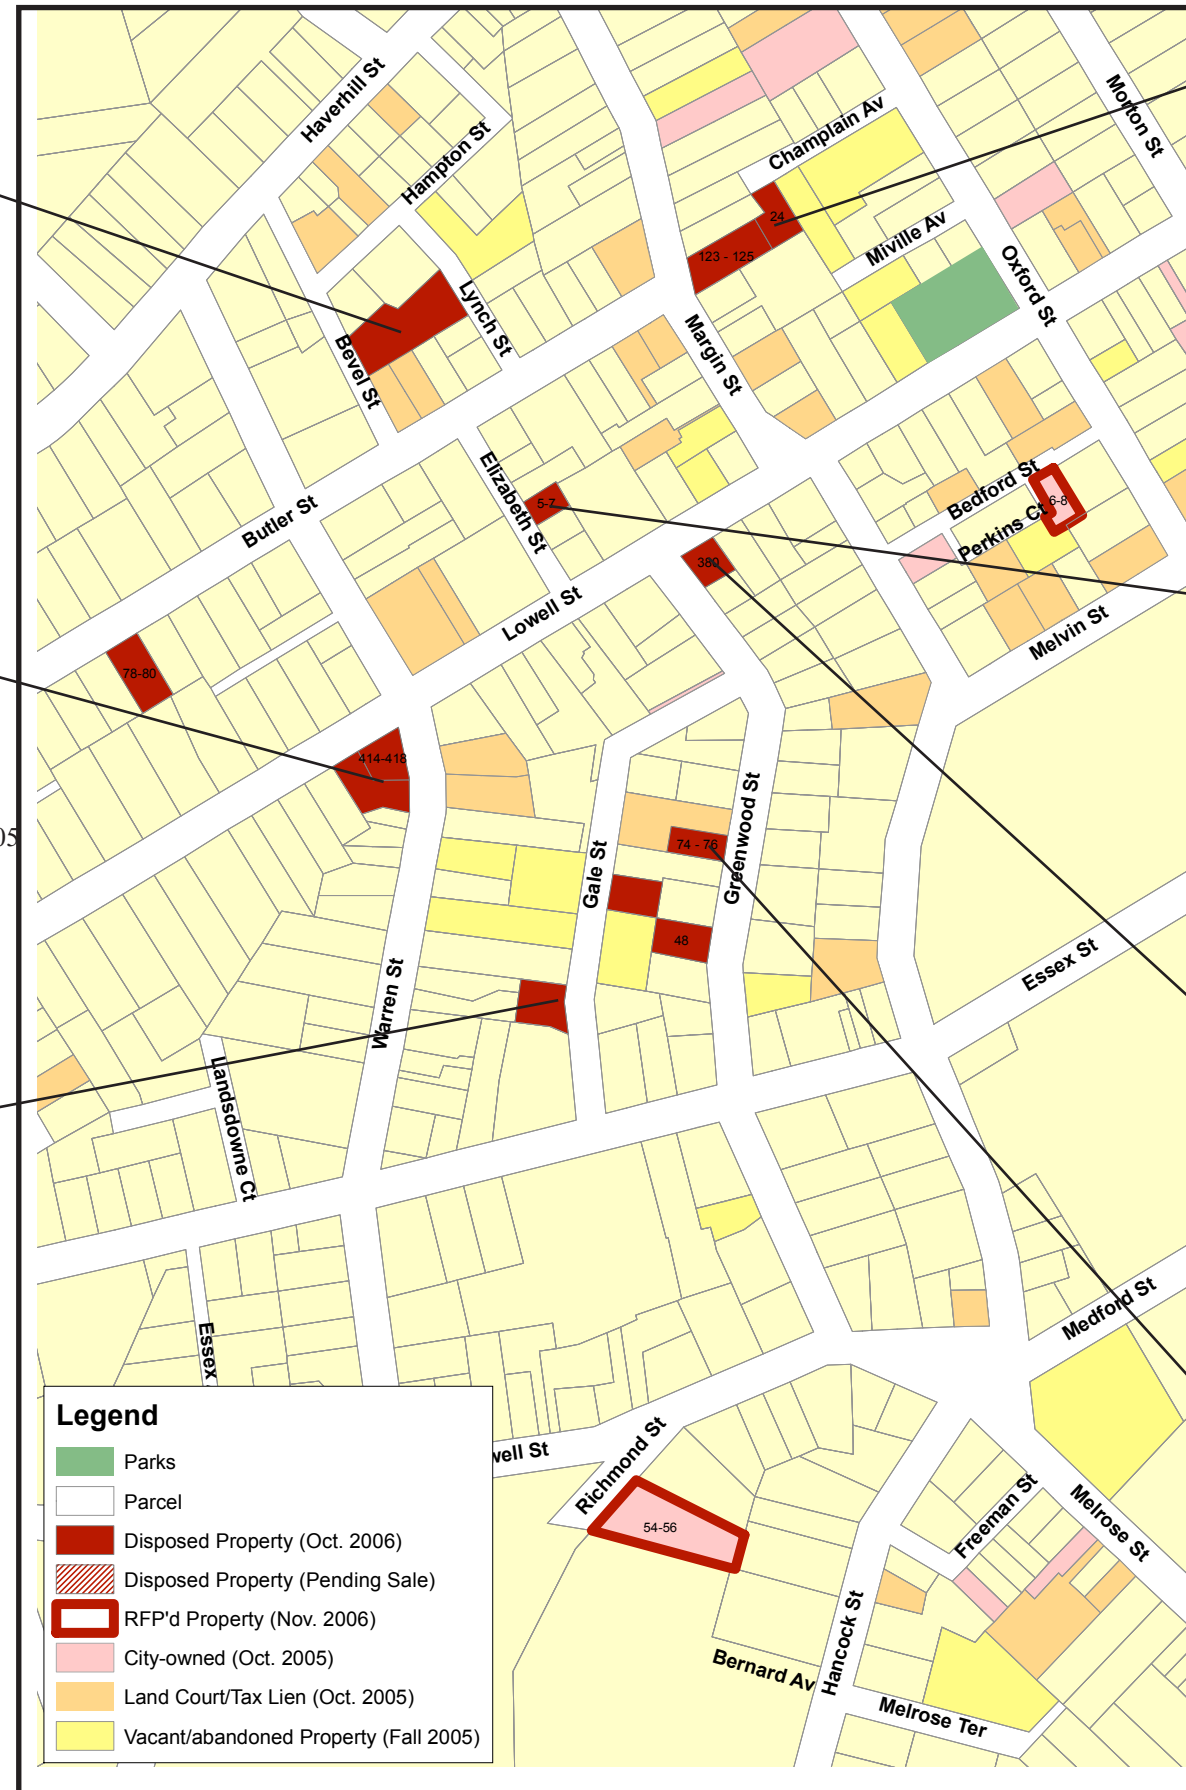 Haverhill St
Morton St
Champlain Av
Hampton St
24
Miville Av
123 - 125
Oxford St
Lynch St
Margin St
Bevel St
Elizabeth St
Bedford St
5-7
6-8
Butler St
Perkins Ct
380
Lowell St
Melvin St
78-80
414-418
Greenwood St
05
74 - 76
Gale St
48
Essex St
Warren St
Landsdowne Ct
Medford St
Essex
Legend
Parks
Parcel
Disposed Property (Oct. 2006)
Disposed Property (Pending Sale)
RFP'd Property (Nov. 2006)
City-owned (Oct. 2005)
Land Court/Tax Lien (Oct. 2005)
Vacant/abandoned Property (Fall 2005)
well St
Richmond St
54-56
Freeman St
Melrose St
Hancock St
Bernard Av
Melrose Ter